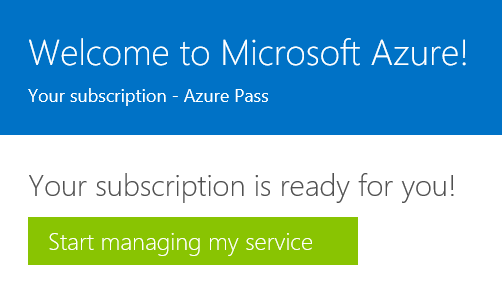 Welcome to Microsoft Azure!
Your subscription - Azure Pass
Your subscription is ready for you!
Start managing my service